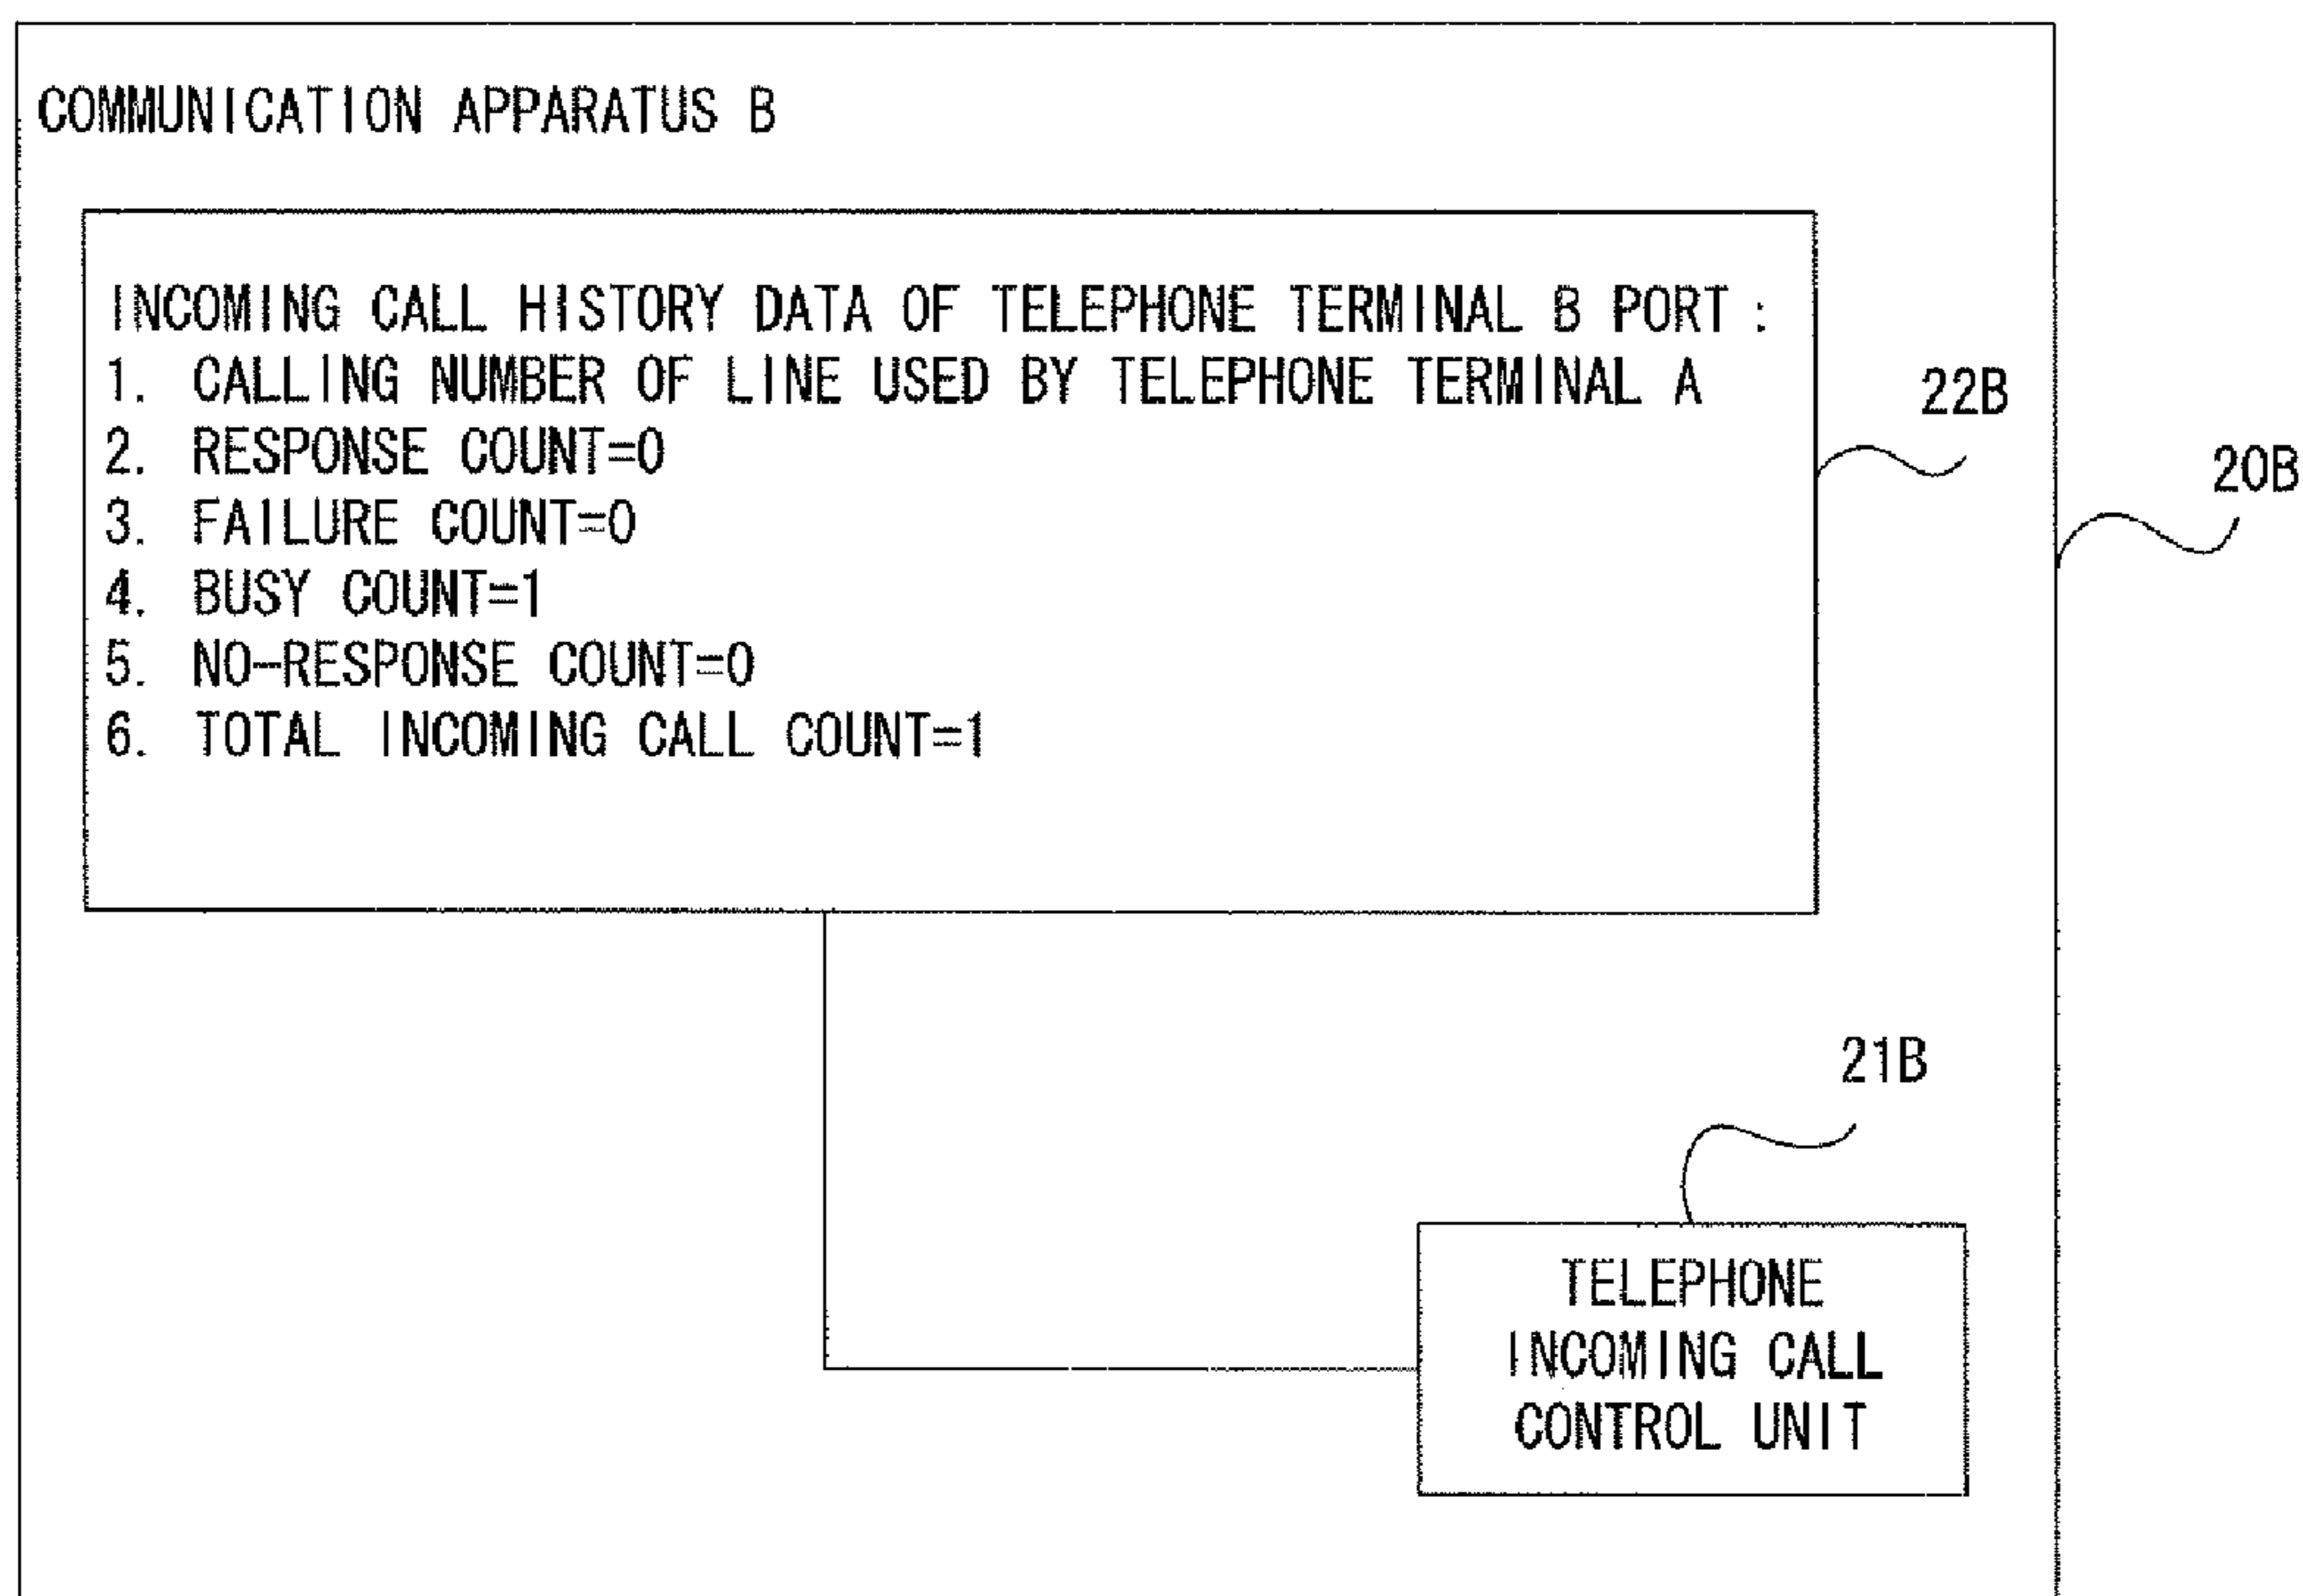 COMMUNICATION APPARATUS B
INCOMING CALL HISTORY DATA OF TELEPHONE TERMINAL B PORT :
1. CALLING NUMBER OF LINE USED BY TELEPHONE TERMINAL A
2. RESPONSE COUNT=0
3. FAILURE COUNT=0
4. BUSY COUNT=1
5. NO-RESPONSE COUNT=0
6. TOTAL INCOMING CALL COUNT=1
22B
20B
21B
TELEPHONE
INCOMING CALL
CONTROL UNIT